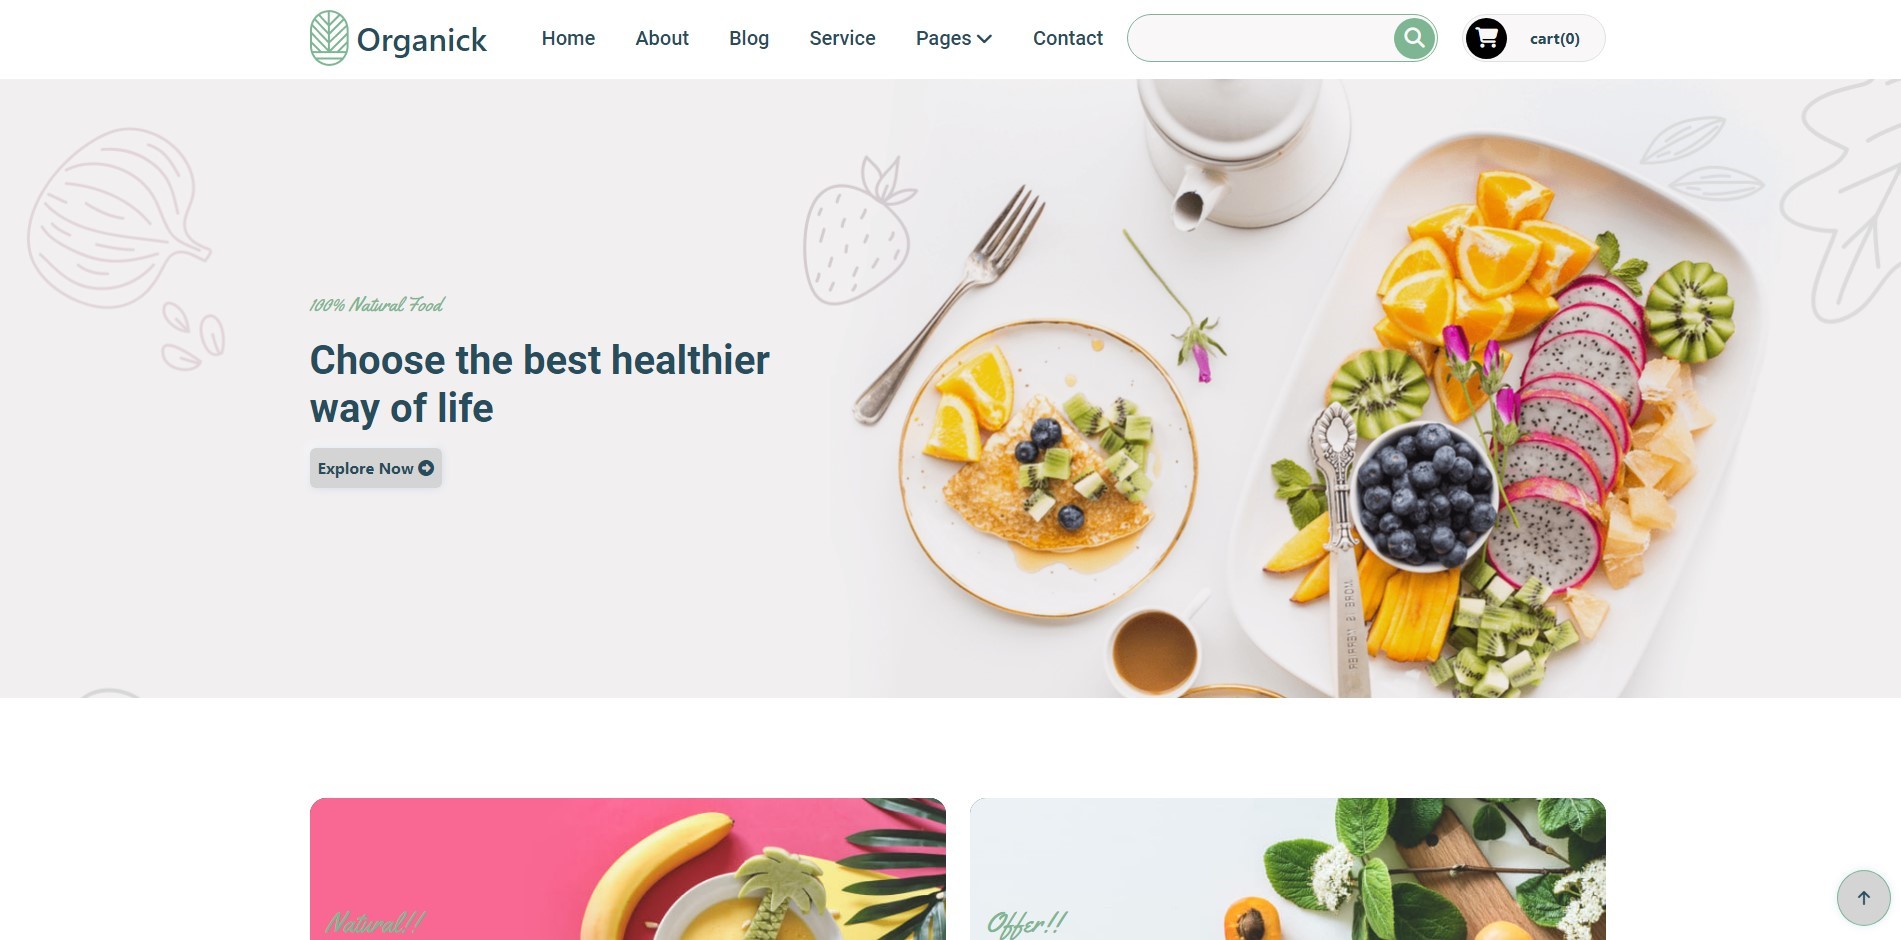 Organick
Home
About
Blog
Service
Pages
Contact
cart(0)
100% Natural Food
Choose the best healthier
way of life
Explore Now
Natural!!
Offer!!